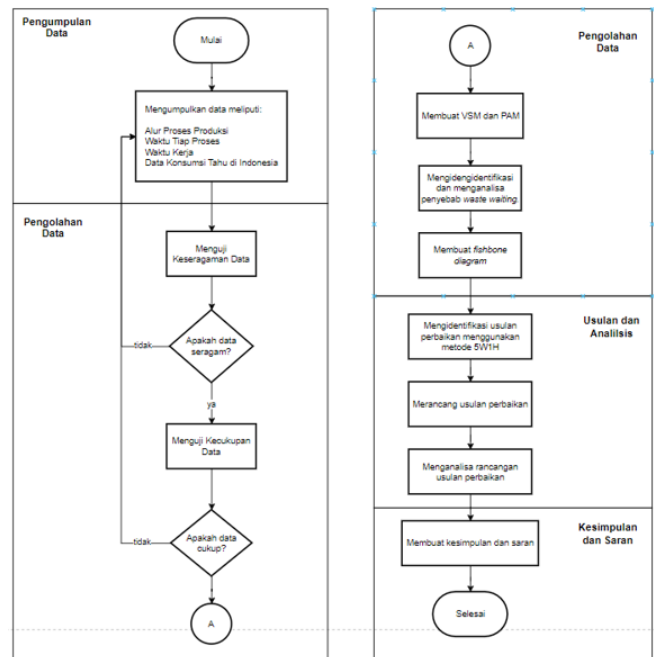 Pengumpulan
Data
Mulai
Mengumpulkan data meliputi:
Alur Proses Produksi
Waktu Tiap Proses
Waktu Kerja
Data Konsumsi Tahu di Indonesia
Pengolahan
Data
Menguji
Keseragaman Data
Apakah data
seragam?
tidak
ya
Menguji Kecukupan
Data
Apakah data
cukup?
tidak
A
Pengolahan
Data
A
Membuat VSM dan PAM
Mengidengidentifikasi
dan menganalisa
penyebab waste waiting.
Membuat fishbone
diagram
Usulan dan
Analilsis
Mengidentifikasi usulan
perbaikan menggunakan
metode 5W1H
Merancang usulan perbaikan
Menganalisa rancangan
usulan perbaikan
Kesimpulan
dan Saran
Membuat kesimpulan dan saran
Selesai